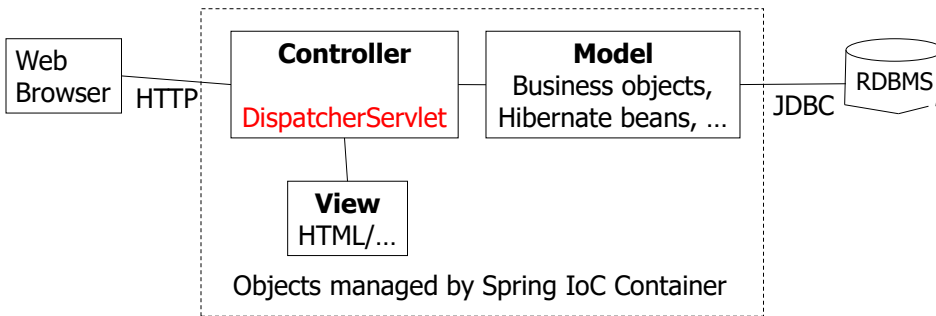 Web
Browser
HTTP
Controller
DispatcherServlet
Model
Business objects,
Hibernate beans, …
JDBC
RDBMS
View
HTML/…
Objects managed by Spring IoC Container